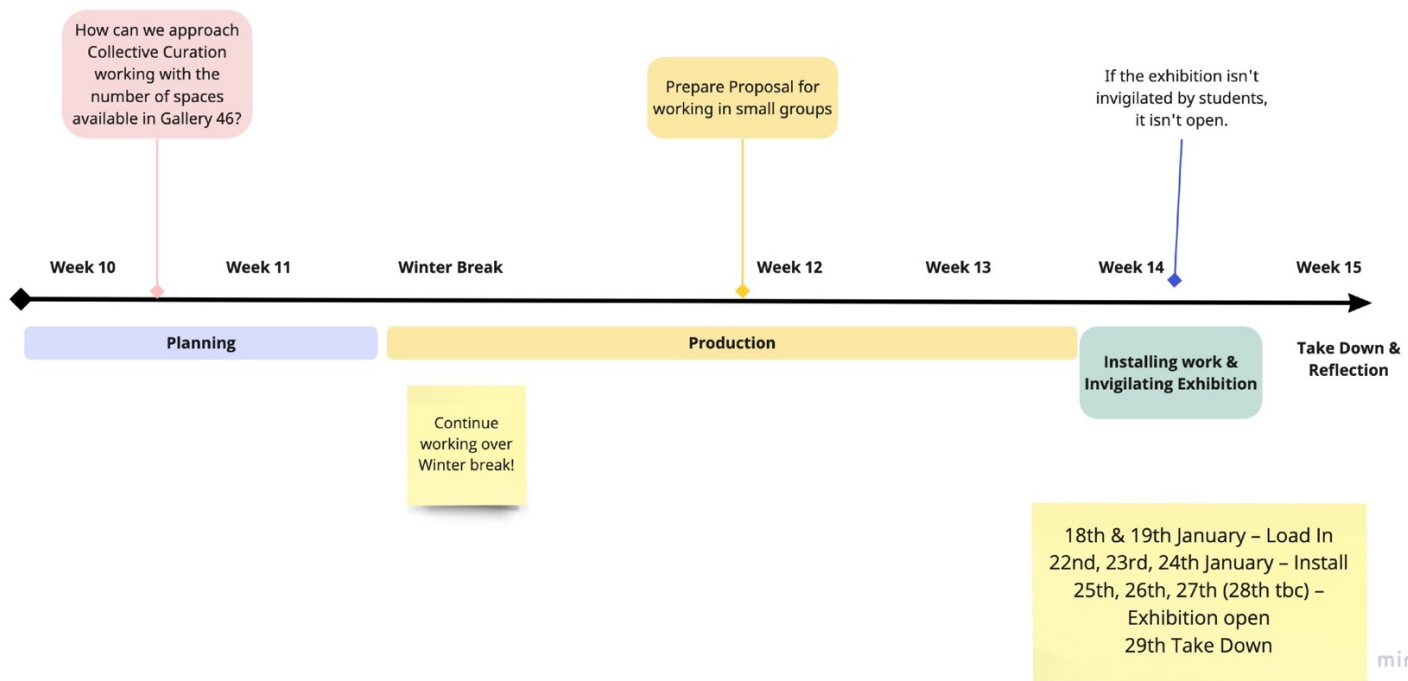 How can we approach
Collective Curation
working with the
number of spaces
available in Gallery 46?
Prepare Proposal for
working in small groups
If the exhibition isn't
invigilated by students,
it isn't open.
Week 10
Week 11
Winter Break
Week 12
Week 13
Week 14
Week 15
Planning
Production
Installing work &
Invigilating Exhibition
Take Down &
Reflection
Continue
working over
Winter break!
18th & 19th January – Load In
22nd, 23rd, 24th January – Install
25th, 26th, 27th (28th tbc) –
Exhibition open
29th Take Down